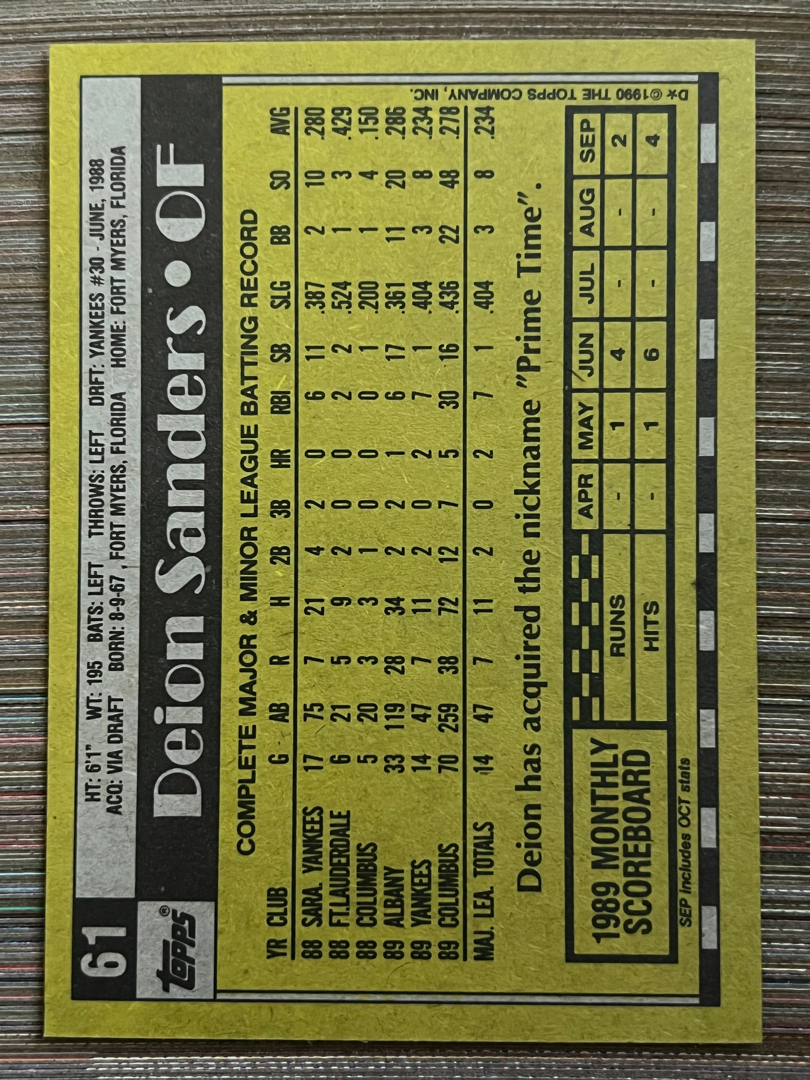 61
HT: 6'1" WT: 195 BATS: LEFT THROWS: LEFT DRFT: YANKEES #30 - JUNE, 1988
ACQ: VIA DRAFT BORN: 8-9-67 , FORT MYERS, FLORIDA HOME: FORT MYERS, FLORIDA
topps®
Deion Sanders • OF
COMPLETE MAJOR & MINOR LEAGUE BATTING RECORD
YR CLUB G AB R H 2B 3B HR RBI SB SLG BB SO AVG
88 SARA. YANKEES 17 75 7 21 4 2 0 6 11 .387 2 10 .280
88 FT.LAUDERDALE 6 21 5 9 2 0 0 2 2 .524 1 3 .429
88 COLUMBUS 5 20 3 3 1 0 0 0 1 .200 1 4 .150
89 ALBANY 33 119 28 34 2 2 1 6 17 .361 11 20 .286
89 YANKEES 14 47 7 11 2 0 2 7 1 .404 3 8 .234
89 COLUMBUS 70 259 38 72 12 7 5 30 16 .436 22 48 .278
MAJ. LEA. TOTALS 14 47 7 11 2 0 2 7 1 .404 3 8 .234
Deion has acquired the nickname "Prime Time".
1989 MONTHLY
SCOREBOARD
APR MAY JUN JUL AUG SEP
RUNS - 1 4 - - 2
HITS - 1 6 - - 4
SEP includes OCT stats
D★©1990 THE TOPPS COMPANY, INC.